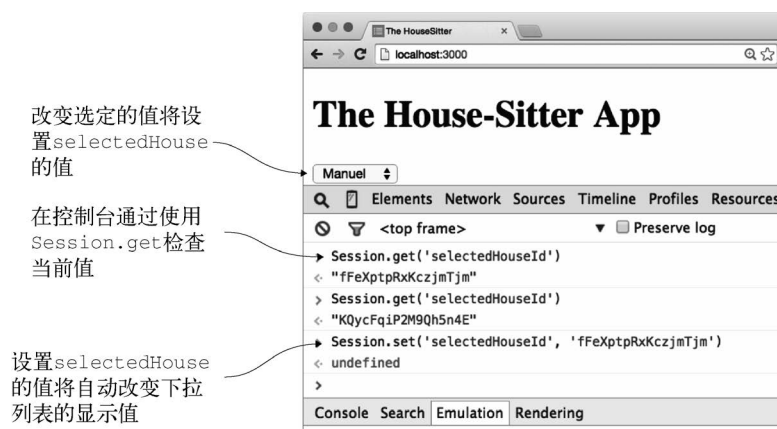 The HouseSitter ×
localhost:3000
The House-Sitter App
改变选定的值将设
置selectedHouse
的值
Manuel
Elements Network Sources Timeline Profiles Resources
<top frame> Preserve log
在控制台通过使用
Session.get检查
当前值
Session.get('selectedHouseId')
"fFeXptpRxKczjmTjm"
> Session.get('selectedHouseId')
"KQycFqiP2M9Qh5n4E"
设置selectedHouse
的值将自动改变下拉
列表的显示值
Session.set('selectedHouseId', 'fFeXptpRxKczjmTjm')
undefined
>
Console Search Emulation Rendering